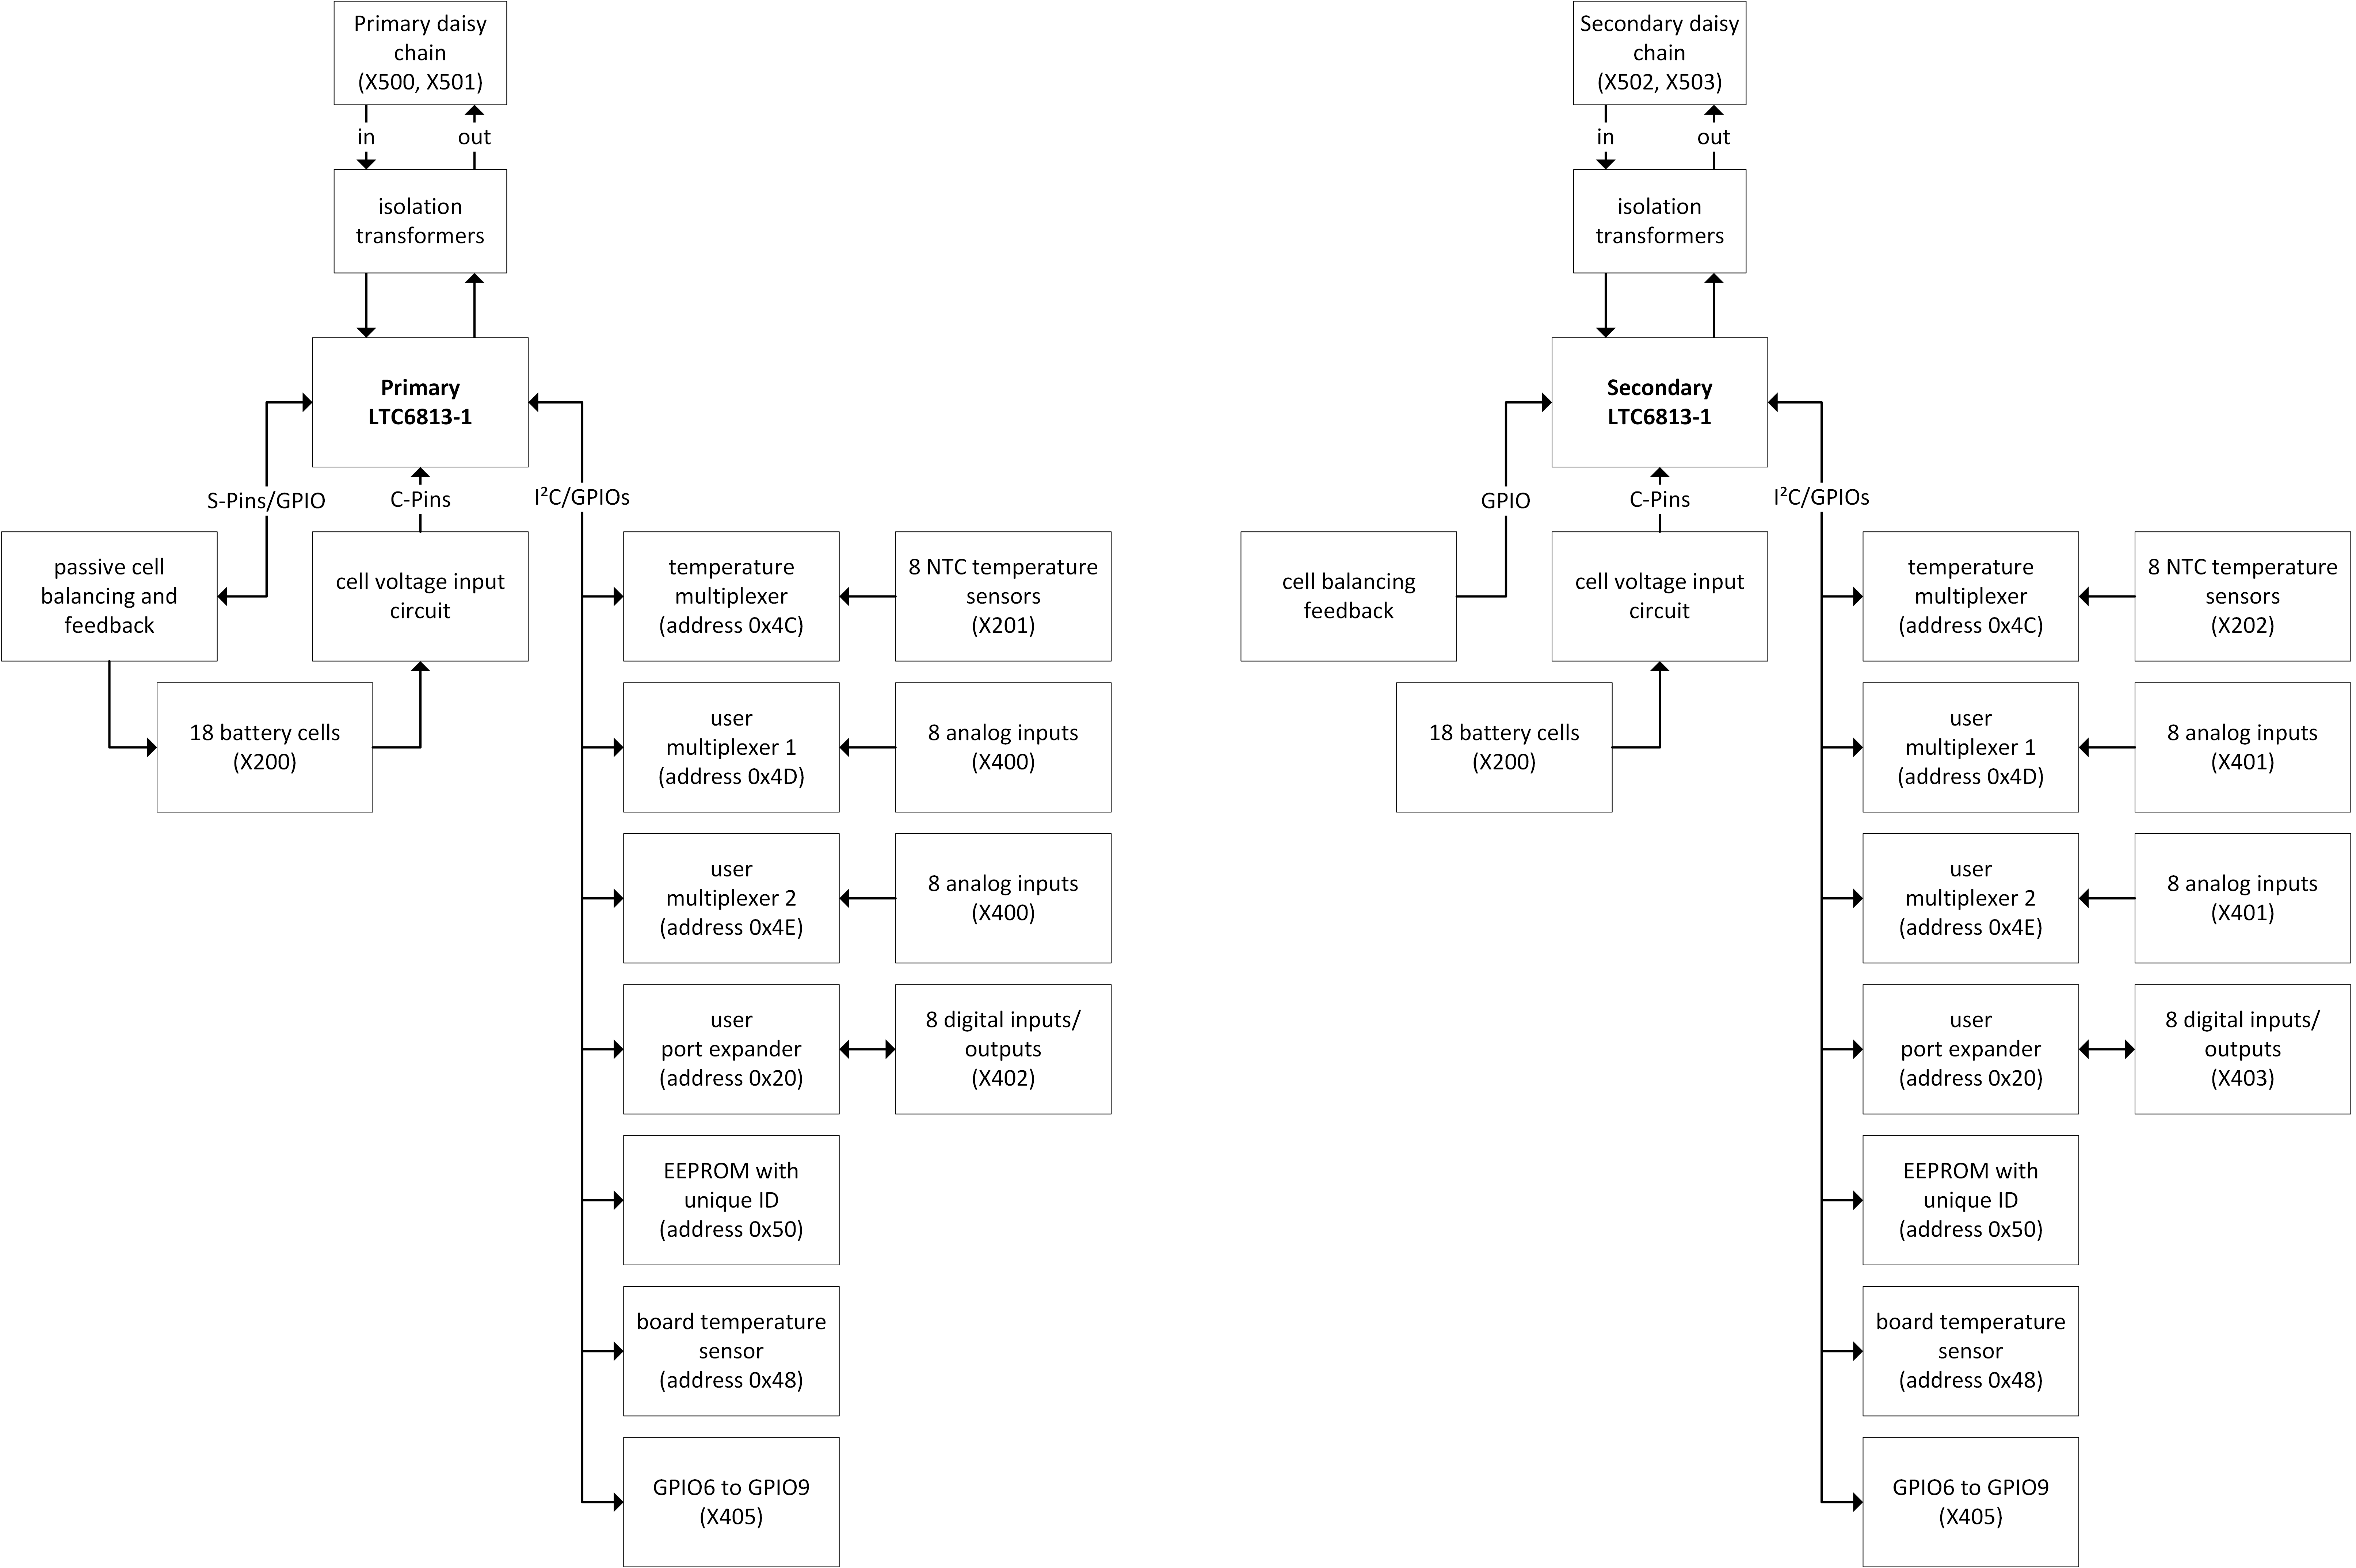 Primary daisy
chain
(X500, X501)
in
out
isolation
transformers
Primary
LTC6813-1
S-Pins/GPIO
C-Pins
I²C/GPIOs
passive cell
balancing and
feedback
cell voltage input
circuit
18 battery cells
(X200)
temperature
multiplexer
(address 0x4C)
8 NTC temperature
sensors
(X201)
user
multiplexer 1
(address 0x4D)
8 analog inputs
(X400)
user
multiplexer 2
(address 0x4E)
8 analog inputs
(X400)
user
port expander
(address 0x20)
8 digital inputs/
outputs
(X402)
EEPROM with
unique ID
(address 0x50)
board temperature
sensor
(address 0x48)
GPIO6 to GPIO9
(X405)
Secondary daisy
chain
(X502, X503)
in
out
isolation
transformers
Secondary
LTC6813-1
GPIO
C-Pins
I²C/GPIOs
cell balancing
feedback
cell voltage input
circuit
18 battery cells
(X200)
temperature
multiplexer
(address 0x4C)
8 NTC temperature
sensors
(X202)
user
multiplexer 1
(address 0x4D)
8 analog inputs
(X401)
user
multiplexer 2
(address 0x4E)
8 analog inputs
(X401)
user
port expander
(address 0x20)
8 digital inputs/
outputs
(X403)
EEPROM with
unique ID
(address 0x50)
board temperature
sensor
(address 0x48)
GPIO6 to GPIO9
(X405)